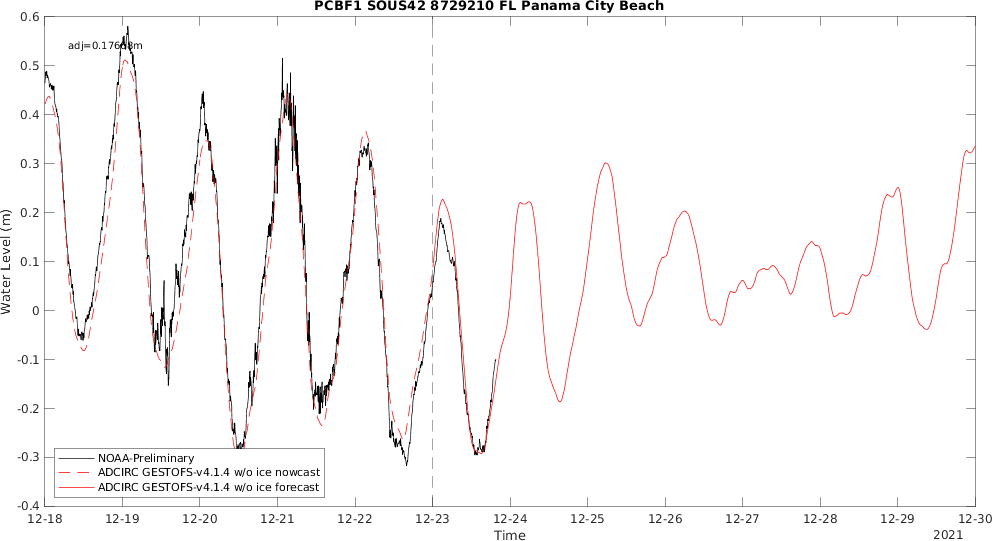 PCBF1 SOUS42 8729210 FL Panama City Beach
0.6
adj=0.17
0.5
0.4
0.3
0.2
0.1
0
-0.1
-0.2
-0.3
-0.4
Water Level (m)
NOAA-Preliminary
ADCIRC GESTOFS-v4.1.4 w/o ice nowcast
ADCIRC GESTOFS-v4.1.4 w/o ice forecast
12-18 12-19 12-20 12-21 12-22 12-23 12-24 12-25 12-26 12-27 12-28 12-29 12-30
Time
2021